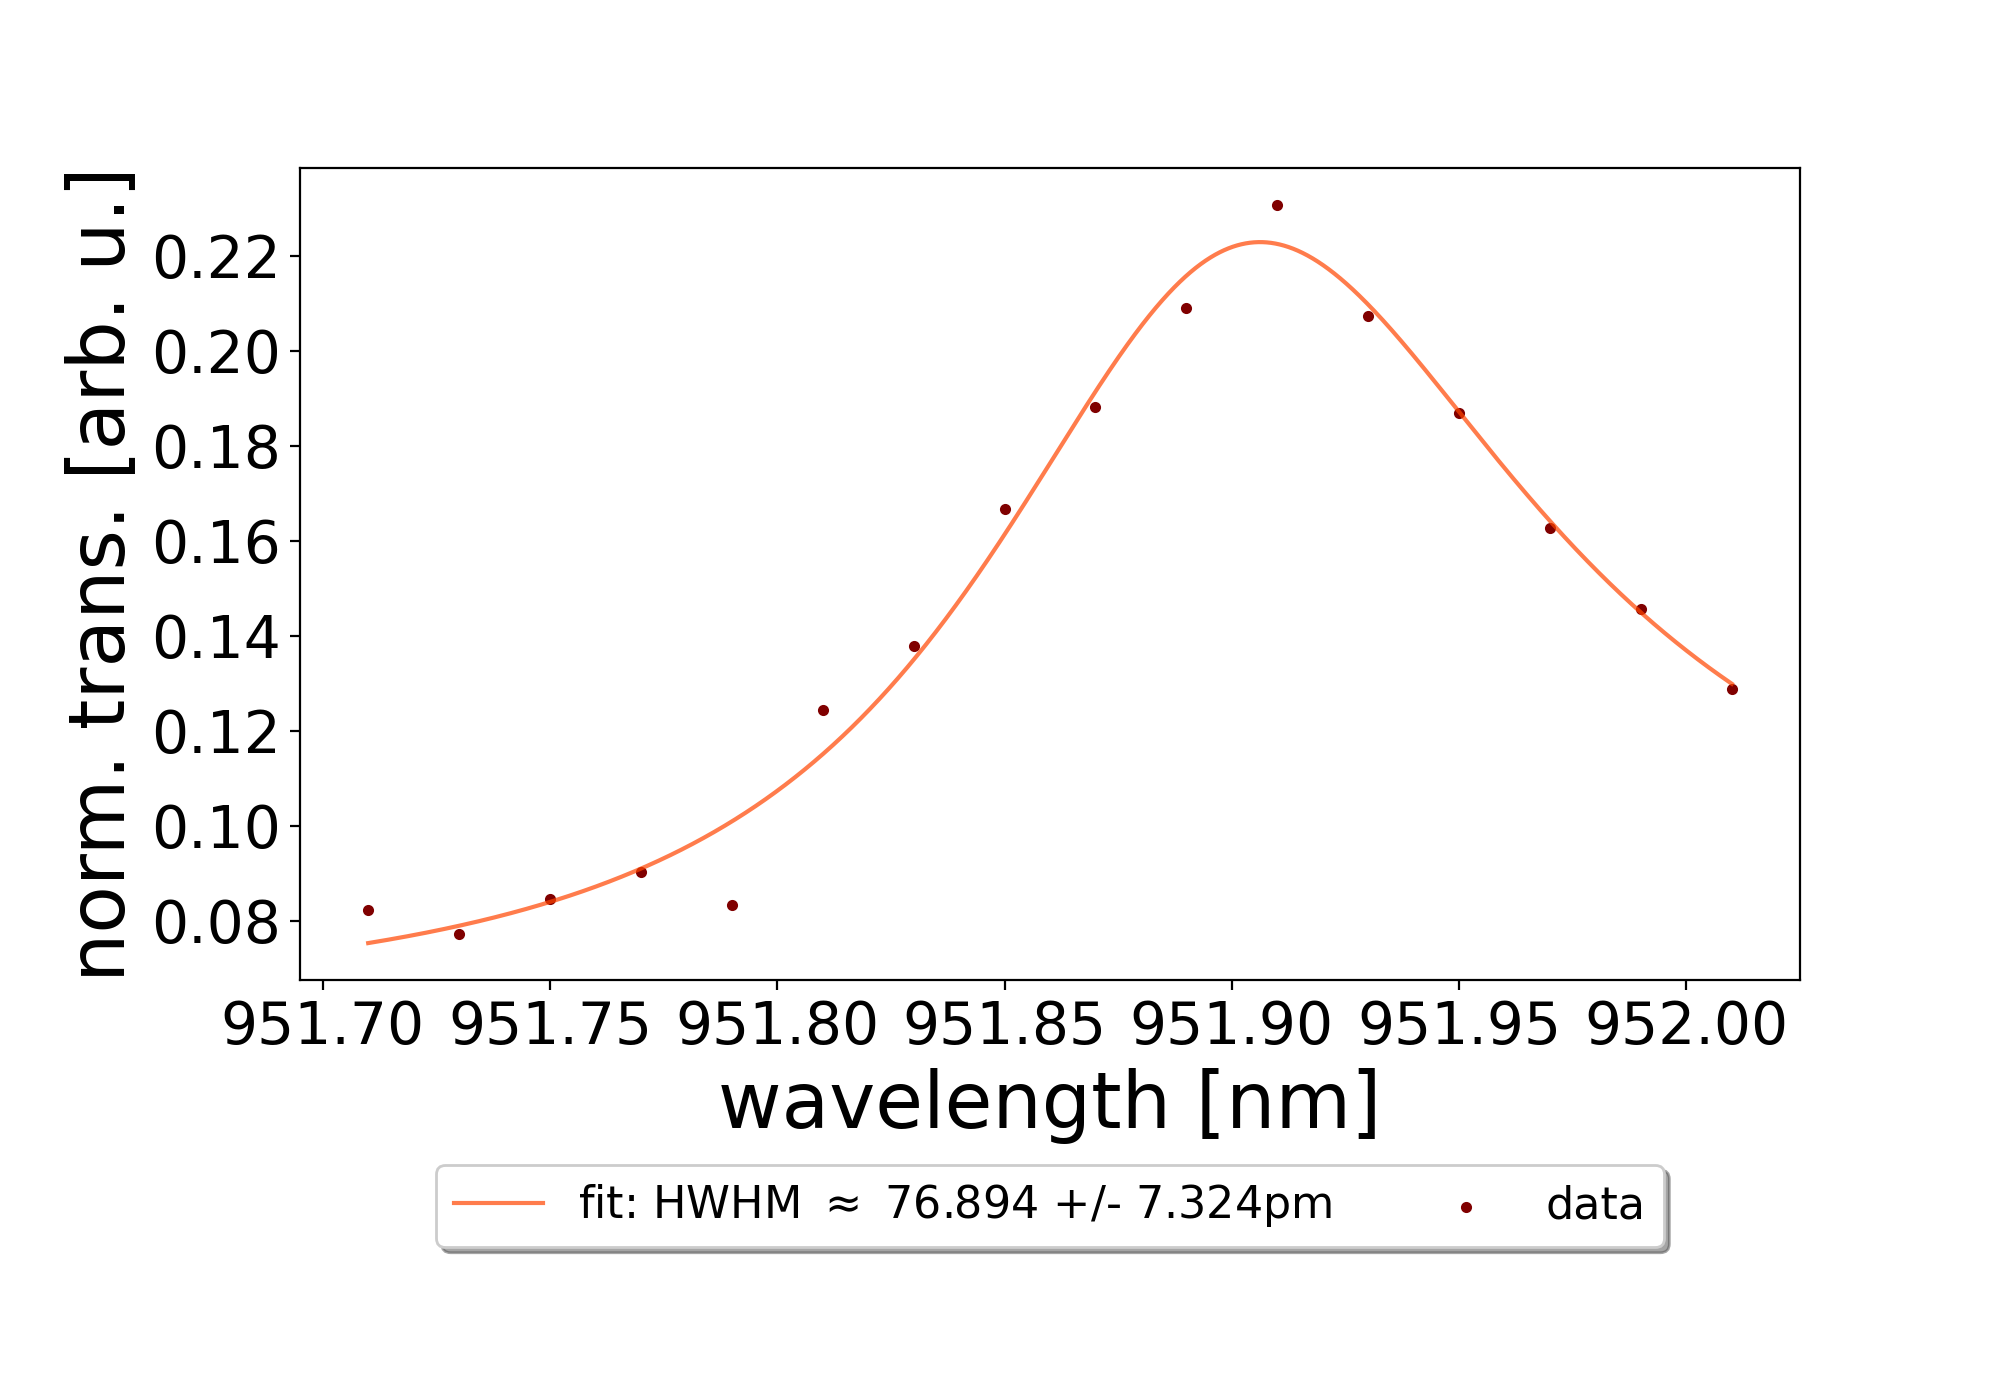 norm. trans. [arb. u.]
0.22
0.20
0.18
0.16
0.14
0.12
0.10
0.08
951.70 951.75 951.80 951.85 951.90 951.95 952.00
wavelength [nm]
fit: HWHM ≈ 76.894 +/- 7.324pm data